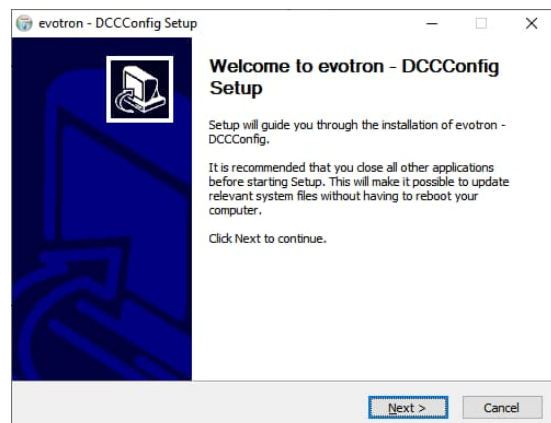 evotron - DCCConfig Setup
Welcome to evotron - DCCConfig
Setup
Setup will guide you through the installation of evotron -
DCCConfig.
It is recommended that you close all other applications
before starting Setup. This will make it possible to update
relevant system files without having to reboot your
computer.
Click Next to continue.
Next >
Cancel